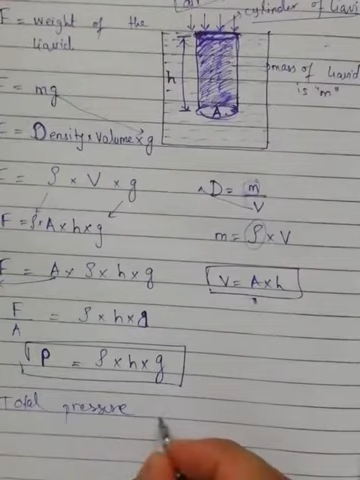 cylinder of liquid
F = weight of the
liquid.
h
A
mass of liquid
is "m"
F = mg
F = Density × Volume × g
F = ρ × V × g
D = m/V
F = ρ × A × h × g
m = ρ × V
F = A × ρ × h × g
V = A × h
F/A = ρ × h × g
P = ρ × h × g
Total pressure